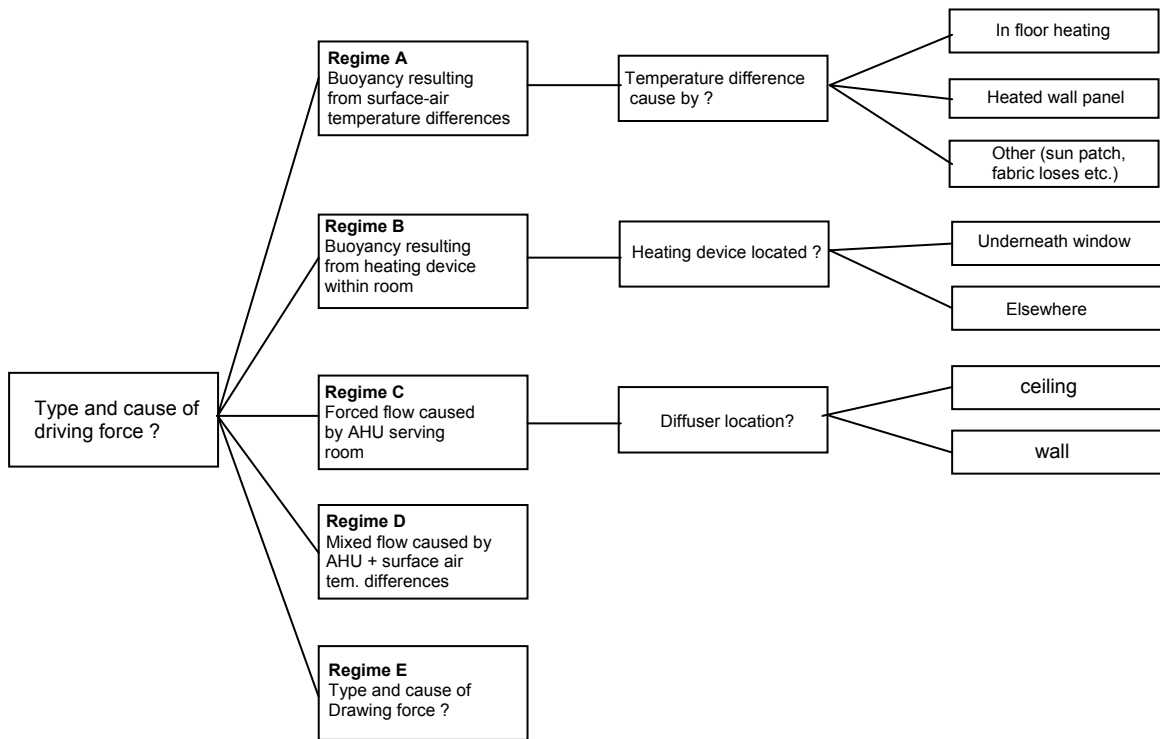 Type and cause of
driving force ?
Regime A
Buoyancy resulting
from surface-air
temperature differences
Temperature difference
cause by ?
In floor heating
Heated wall panel
Other (sun patch,
fabric loses etc.)
Regime B
Buoyancy resulting
from heating device
within room
Heating device located ?
Underneath window
Elsewhere
Regime C
Forced flow caused
by AHU serving
room
Diffuser location?
ceiling
wall
Regime D
Mixed flow caused by
AHU + surface air
tem. differences
Regime E
Type and cause of
Drawing force ?